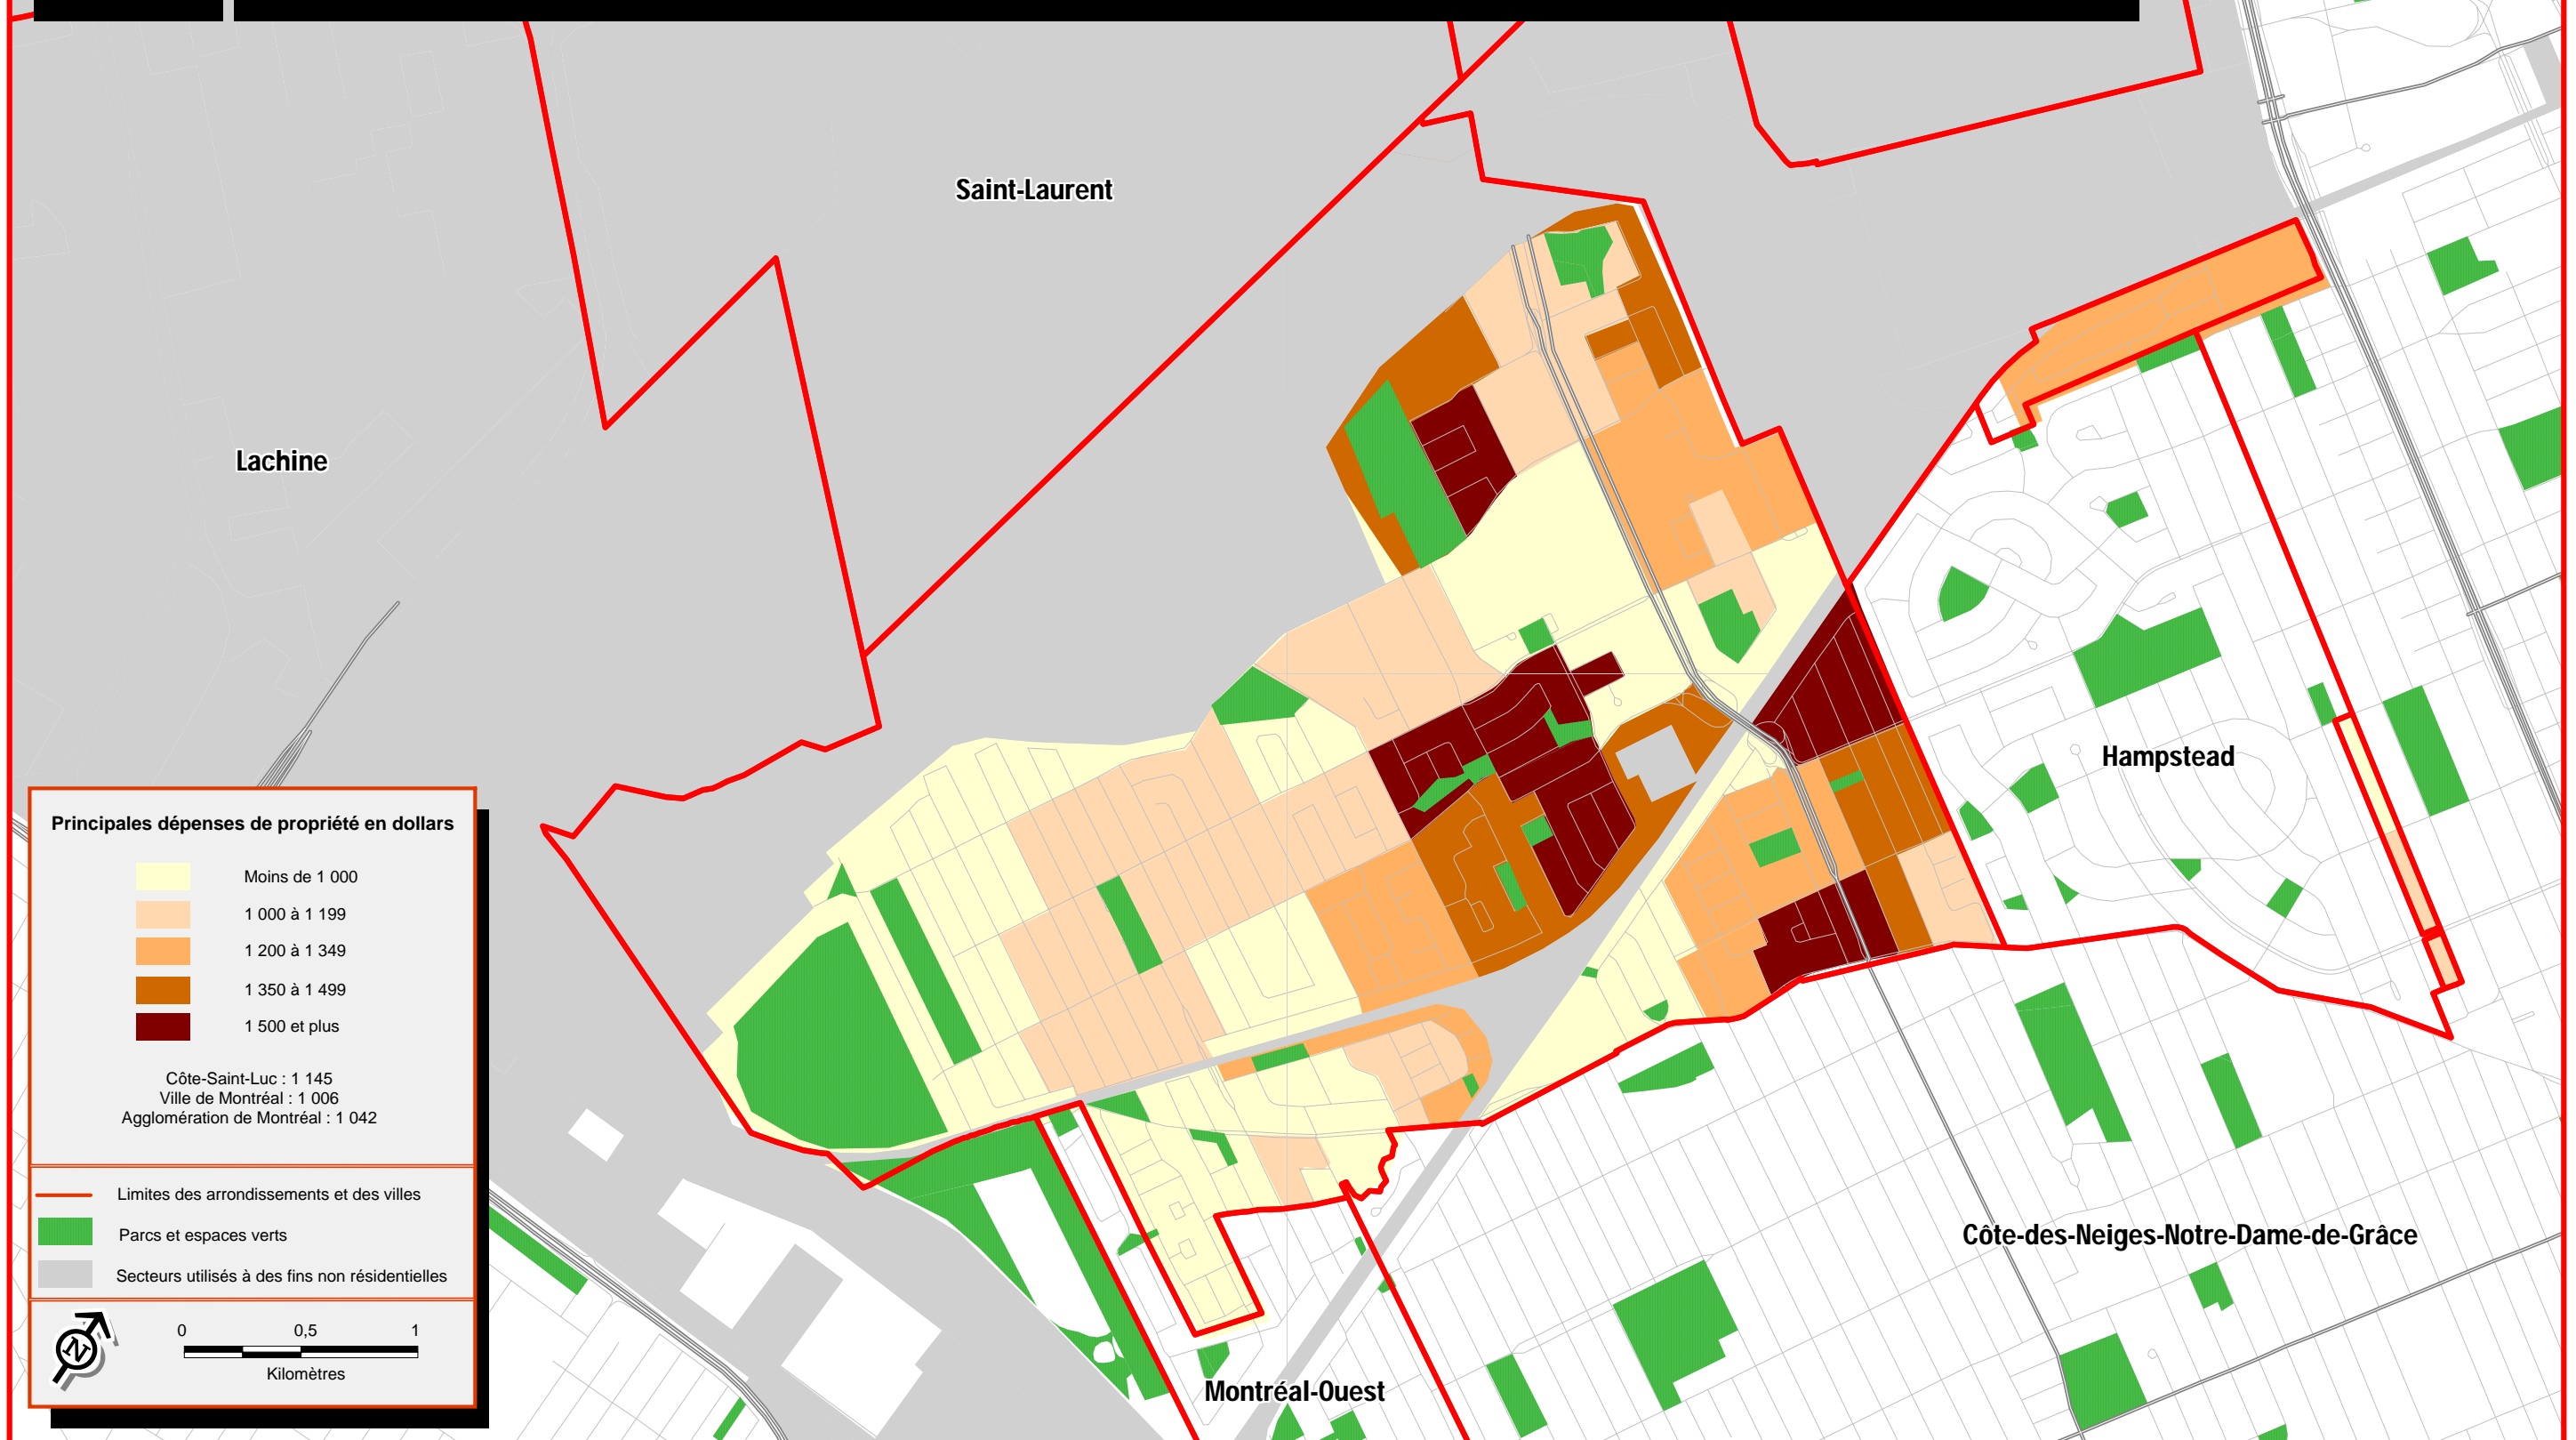 Saint-Laurent
Lachine
Hampstead
Côte-des-Neiges-Notre-Dame-de-Grâce
Montréal-Ouest
Principales dépenses de propriété en dollars
Moins de 1 000
1 000 à 1 199
1 200 à 1 349
1 350 à 1 499
1 500 et plus
Côte-Saint-Luc : 1 145
Ville de Montréal : 1 006
Agglomération de Montréal : 1 042
Limites des arrondissements et des villes
Parcs et espaces verts
Secteurs utilisés à des fins non résidentielles
N
0 0,5 1
Kilomètres